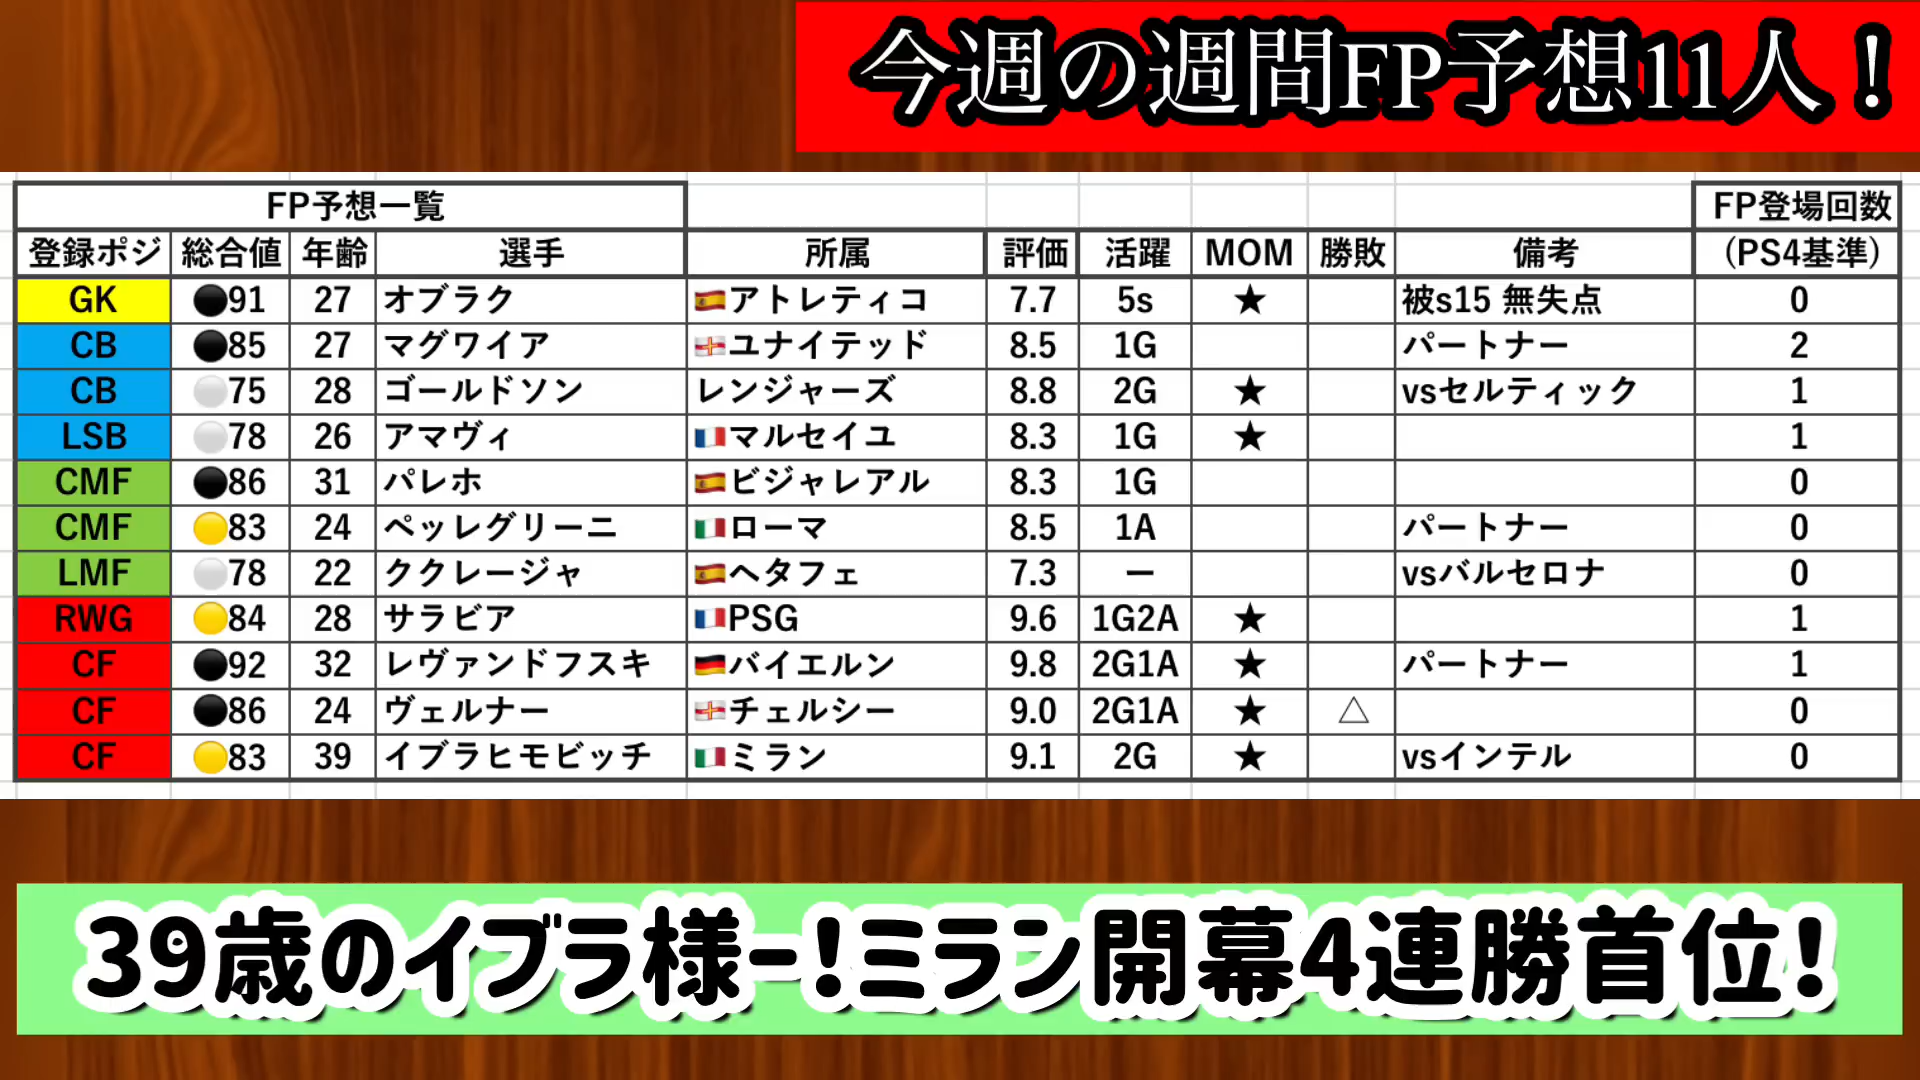 今週の週間FP予想11人！
FP予想一覧 FP登場回数
登録ポジ 総合値 年齢 選手 所属 評価 活躍 MOM 勝敗 備考 (PS4基準)
GK ⚫91 27 オブラク 🇪🇸アトレティコ 7.7 5s ★ 被s15 無失点 0
CB ⚫85 27 マグワイア 🏴󠁧󠁢󠁥󠁮󠁧󠁿ユナイテッド 8.5 1G パートナー 2
CB ⚪75 28 ゴールドソン レンジャーズ 8.8 2G ★ vsセルティック 1
LSB ⚪78 26 アマヴィ 🇫🇷マルセイユ 8.3 1G ★ 1
CMF ⚫86 31 パレホ 🇪🇸ビジャレアル 8.3 1G 0
CMF 🟡83 24 ペッレグリーニ 🇮🇹ローマ 8.5 1A パートナー 0
LMF ⚪78 22 ククレージャ 🇪🇸ヘタフェ 7.3 ー vsバルセロナ 0
RWG 🟡84 28 サラビア 🇫🇷PSG 9.6 1G2A ★ 1
CF ⚫92 32 レヴァンドフスキ 🇩🇪バイエルン 9.8 2G1A ★ パートナー 1
CF ⚫86 24 ヴェルナー 🏴󠁧󠁢󠁥󠁮󠁧󠁿チェルシー 9.0 2G1A ★ △ 0
CF 🟡83 39 イブラヒモビッチ 🇮🇹ミラン 9.1 2G ★ vsインテル 0
39歳のイブラ様ー！ミラン開幕4連勝首位！